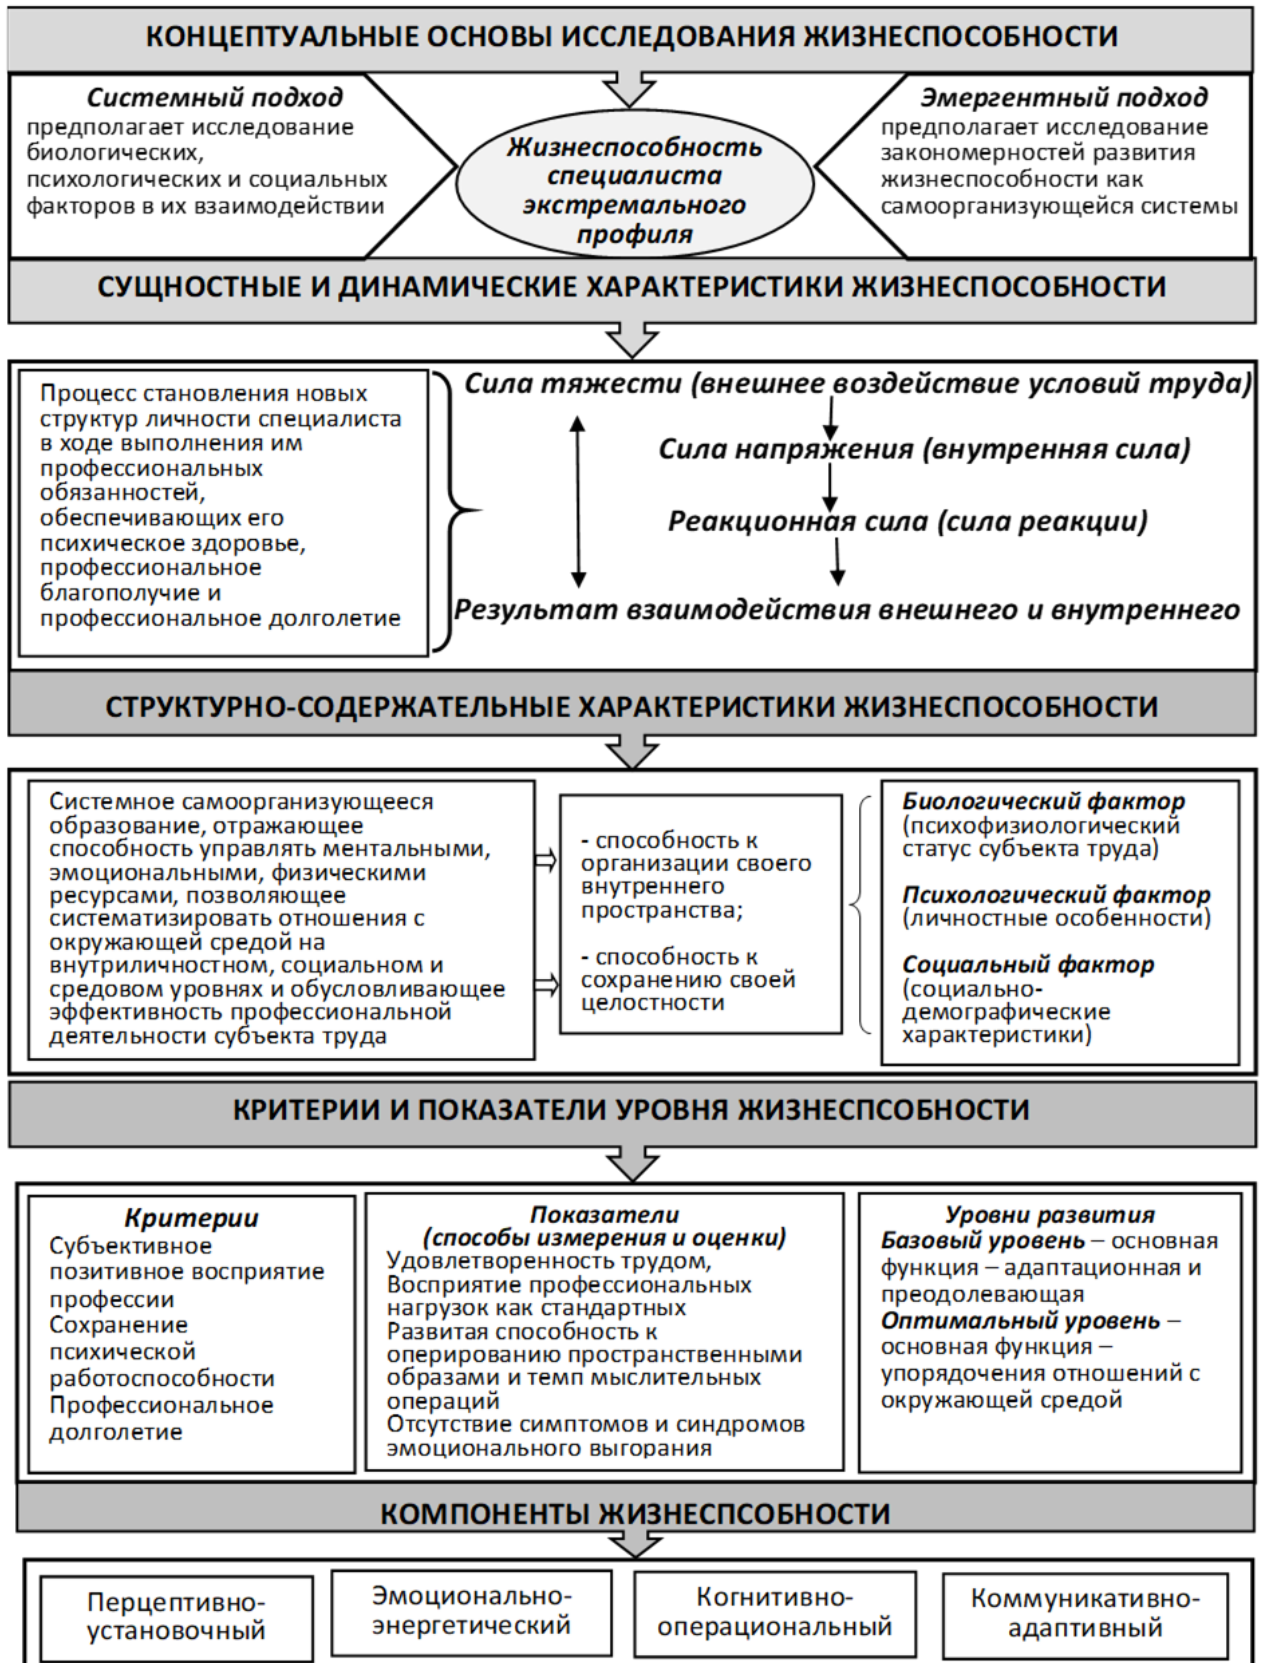 КОНЦЕПТУАЛЬНЫЕ ОСНОВЫ ИССЛЕДОВАНИЯ ЖИЗНЕСПОСОБНОСТИ
Системный подход
предполагает исследование
биологических,
психологических и социальных
факторов в их взаимодействии
Жизнеспособность
специалиста
экстремального
профиля
Эмергентный подход
предполагает исследование
закономерностей развития
жизнеспособности как
самоорганизующейся системы
СУЩНОСТНЫЕ И ДИНАМИЧЕСКИЕ ХАРАКТЕРИСТИКИ ЖИЗНЕСПОСОБНОСТИ
Процесс становления новых
структур личности специалиста
в ходе выполнения им
профессиональных
обязанностей,
обеспечивающих его
психическое здоровье,
профессиональное
благополучие и
профессиональное долголетие
Сила тяжести (внешнее воздействие условий труда)
Сила напряжения (внутренняя сила)
Реакционная сила (сила реакции)
Результат взаимодействия внешнего и внутреннего
СТРУКТУРНО-СОДЕРЖАТЕЛЬНЫЕ ХАРАКТЕРИСТИКИ ЖИЗНЕСПОСОБНОСТИ
Системное самоорганизующееся
образование, отражающее
способность управлять ментальными,
эмоциональными, физическими
ресурсами, позволяющее
систематизировать отношения с
окружающей средой на
внутриличностном, социальном и
средовом уровнях и обусловливающее
эффективность профессиональной
деятельности субъекта труда
- способность к
организации своего
внутреннего
пространства;
- способность к
сохранению своей
целостности
Биологический фактор
(психофизиологический
статус субъекта труда)
Психологический фактор
(личностные особенности)
Социальный фактор
(социально-
демографические
характеристики)
КРИТЕРИИ И ПОКАЗАТЕЛИ УРОВНЯ ЖИЗНЕСПСОБНОСТИ
Критерии
Субъективное
позитивное восприятие
профессии
Сохранение
психической
работоспособности
Профессиональное
долголетие
Показатели
(способы измерения и оценки)
Удовлетворенность трудом,
Восприятие профессиональных
нагрузок как стандартных
Развитая способность к
оперированию пространственными
образами и темп мыслительных
операций
Отсутствие симптомов и синдромов
эмоционального выгорания
Уровни развития
Базовый уровень – основная
функция – адаптационная и
преодолевающая
Оптимальный уровень –
основная функция –
упорядочения отношений с
окружающей средой
КОМПОНЕНТЫ ЖИЗНЕСПСОБНОСТИ
Перцептивно-
установочный
Эмоционально-
энергетический
Когнитивно-
операциональный
Коммуникативно-
адаптивный